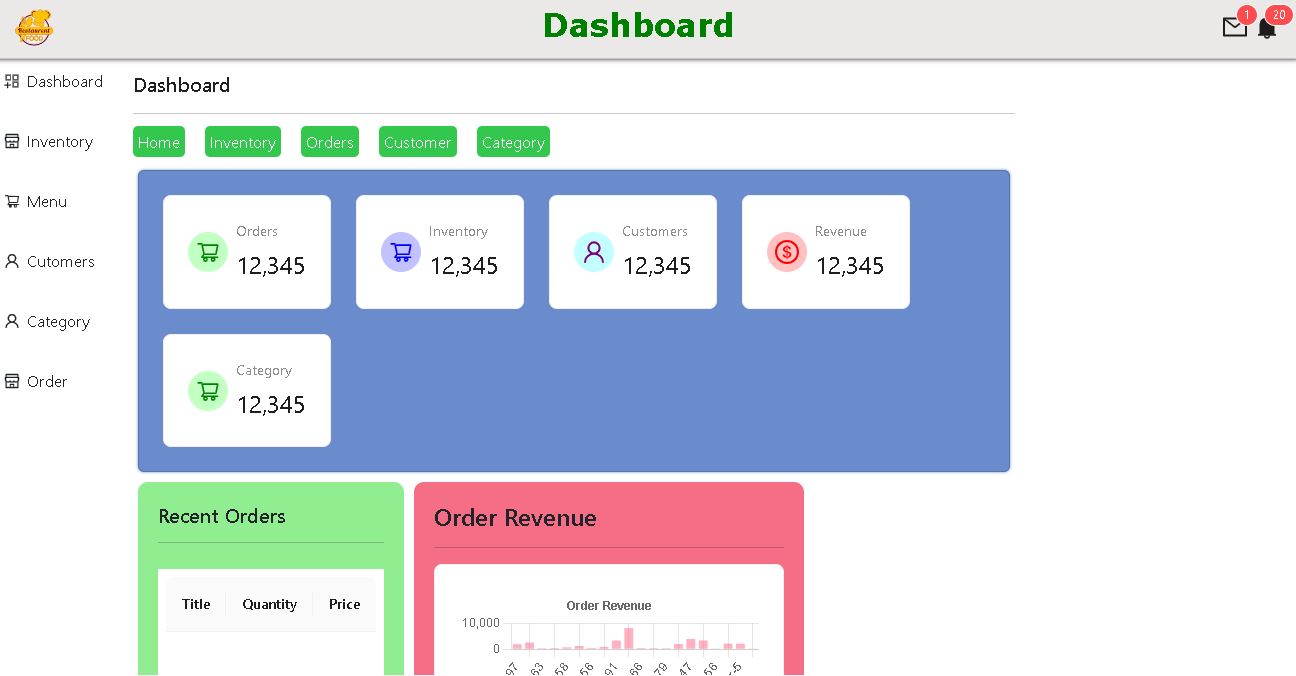 Restaurent
FOOD
Dashboard
1
20
Dashboard
Inventory
Menu
Cutomers
Category
Order
Dashboard
Home Inventory Orders Customer Category
Orders
12,345
Inventory
12,345
Customers
12,345
Revenue
12,345
Category
12,345
Recent Orders
Title Quantity Price
Order Revenue
Order Revenue
10,000
0
97 63 58 56 91 66 79 47 56 -5